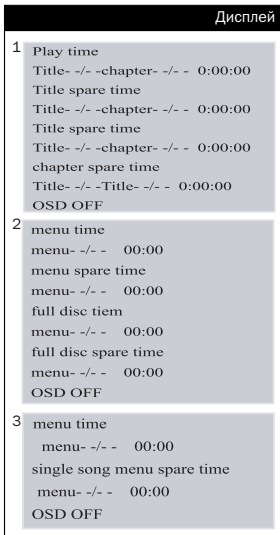 Дисплей
1
Play time
Title- -/- -chapter- -/- - 0:00:00
Title spare time
Title- -/- -chapter- -/- - 0:00:00
Title spare time
Title- -/- -chapter- -/- - 0:00:00
chapter spare time
Title- -/- -Title- -/- - 0:00:00
OSD OFF
2
menu time
menu- -/- - 00:00
menu spare time
menu- -/- - 00:00
full disc tiem
menu- -/- - 00:00
full disc spare time
menu- -/- - 00:00
OSD OFF
3
menu time
menu- -/- - 00:00
single song menu spare time
menu- -/- - 00:00
OSD OFF